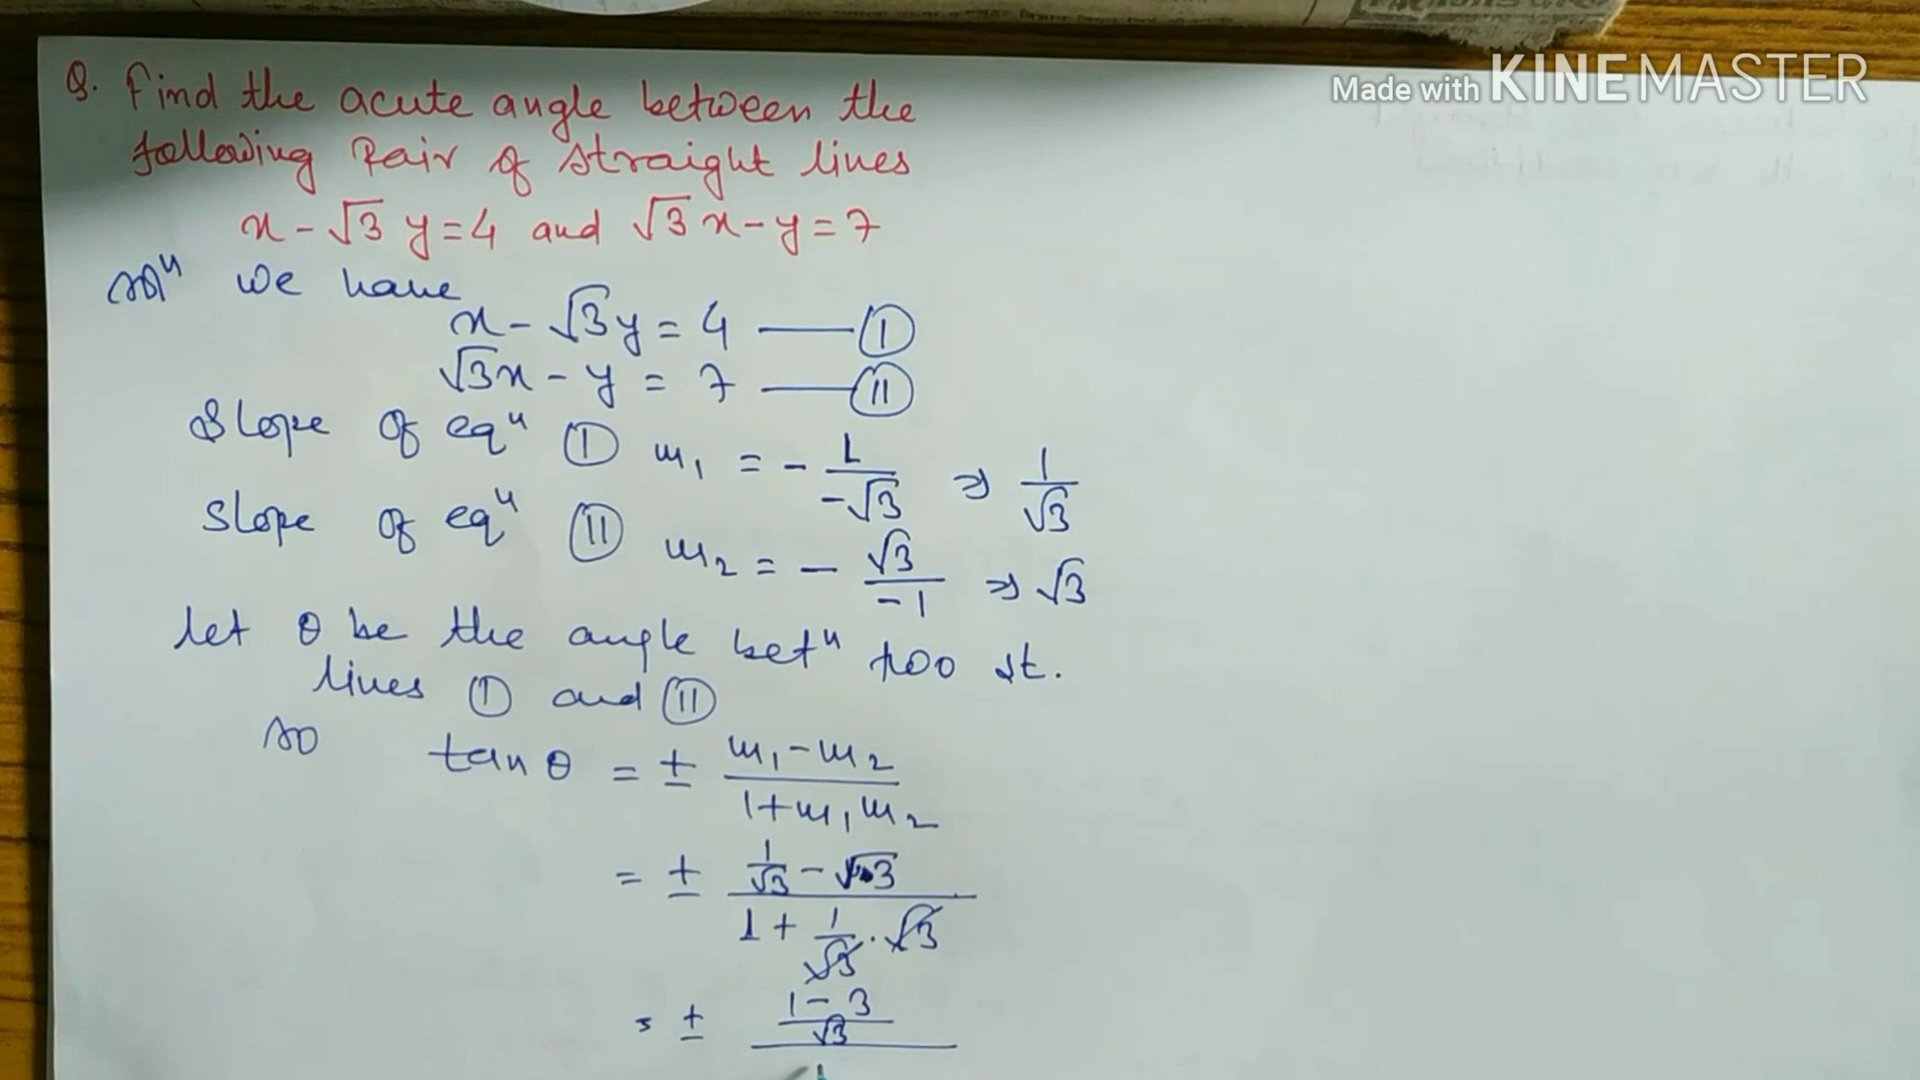 Made with KINEMASTER
Q. Find the acute angle between the
following Pair of straight lines
x - √3 y = 4 and √3 x - y = 7
solⁿ we have
x - √3y = 4 —— (I)
√3x - y = 7 —— (II)
Slope of eqⁿ (I) m₁ = - 1/-√3 ⇒ 1/√3
Slope of eqⁿ (II) m₂ = - √3/-1 ⇒ √3
let θ be the angle betⁿ two st.
lines (I) and (II)
so tan θ = ± m₁-m₂/1+m₁m₂
= ± 1/√3 - √3/1 + 1/√3 . √3
= ± 1-3/√3